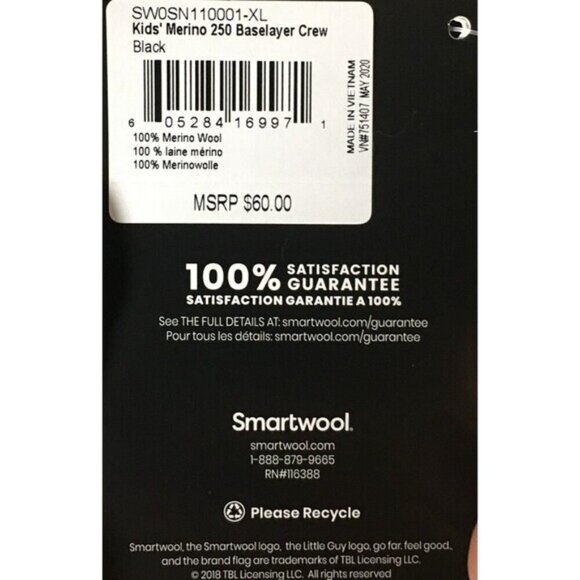 SW0SN110001-XL
Kids' Merino 250 Baselayer Crew
Black
6 05284 16997 1
100% Merino Wool
100 % laine mérino
100% Merinowolle
MADE IN VIETNAM
VN#751407 MAY 2020
MSRP $60.00
100% SATISFACTION GUARANTEE
SATISFACTION GARANTIE A 100%
See THE FULL DETAILS AT: smartwool.com/guarantee
Pour tous les détails: smartwool.com/guarantee
Smartwool.
smartwool.com
1-888-879-9665
RN#116388
Please Recycle
Smartwool, the Smartwool logo, the Little Guy logo, go far. feel good.,
and the brand flag are trademarks of TBL Licensing LLC.
© 2018 TBL Licensing LLC. All rights reserved